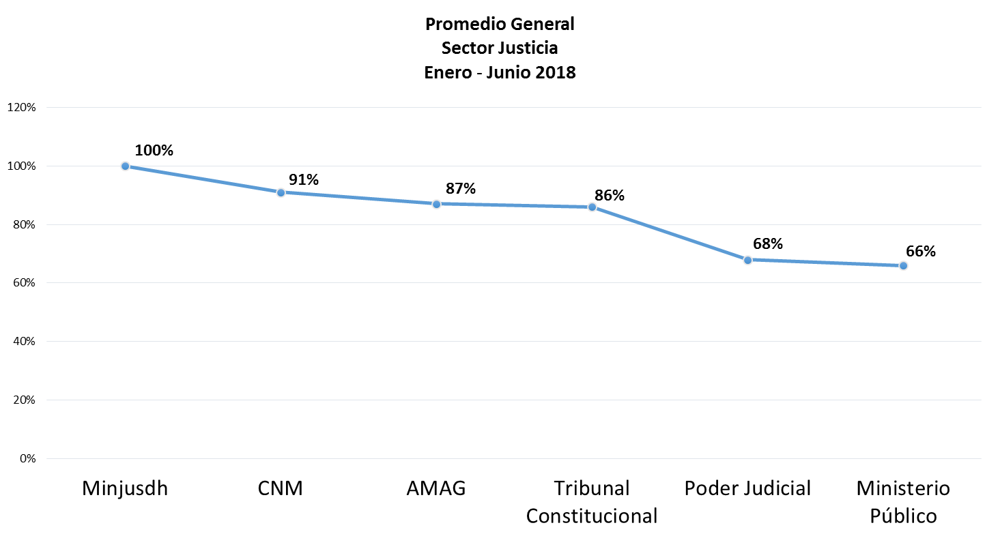 Promedio General
Sector Justicia
Enero - Junio 2018
120%
100%
80%
60%
40%
20%
0%
100%
91%
87%
86%
68%
66%
Minjusdh
CNM
AMAG
Tribunal
Constitucional
Poder Judicial
Ministerio
Público